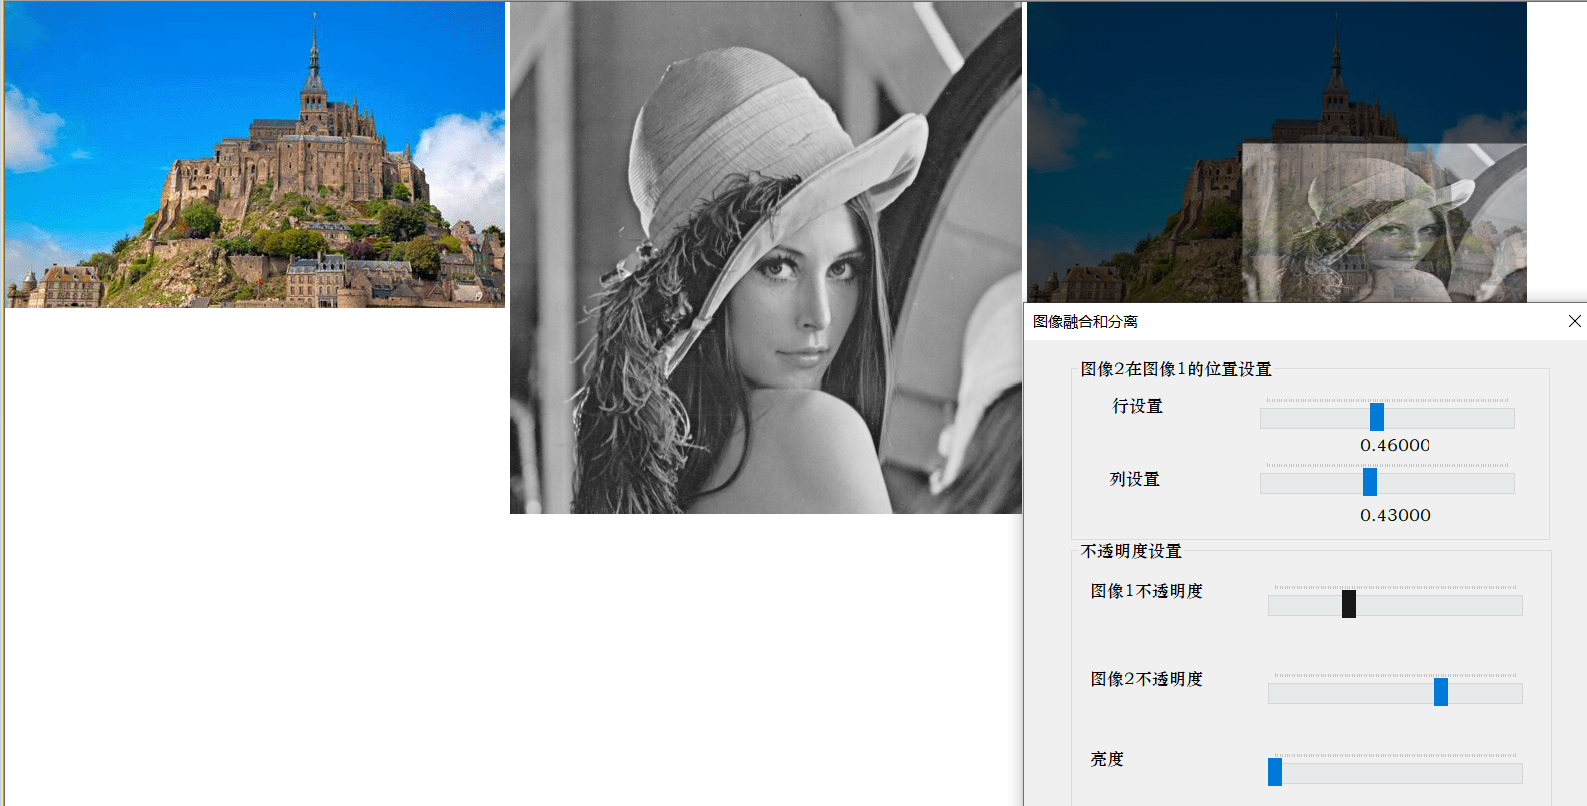 图像融合和分离
图像2在图像1的位置设置
行设置
0.46000
列设置
0.43000
不透明度设置
图像1不透明度
图像2不透明度
亮度